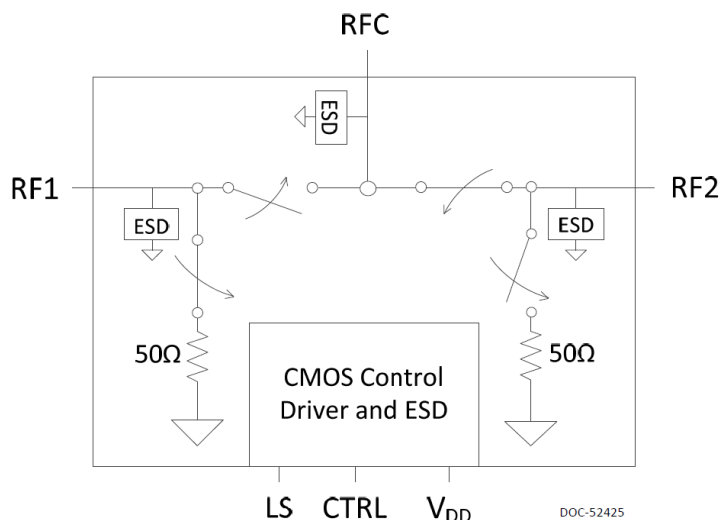 RFC
ESD
RF1
RF2
ESD
ESD
50Ω
50Ω
CMOS Control
Driver and ESD
LS CTRL VDD
DOC-52425